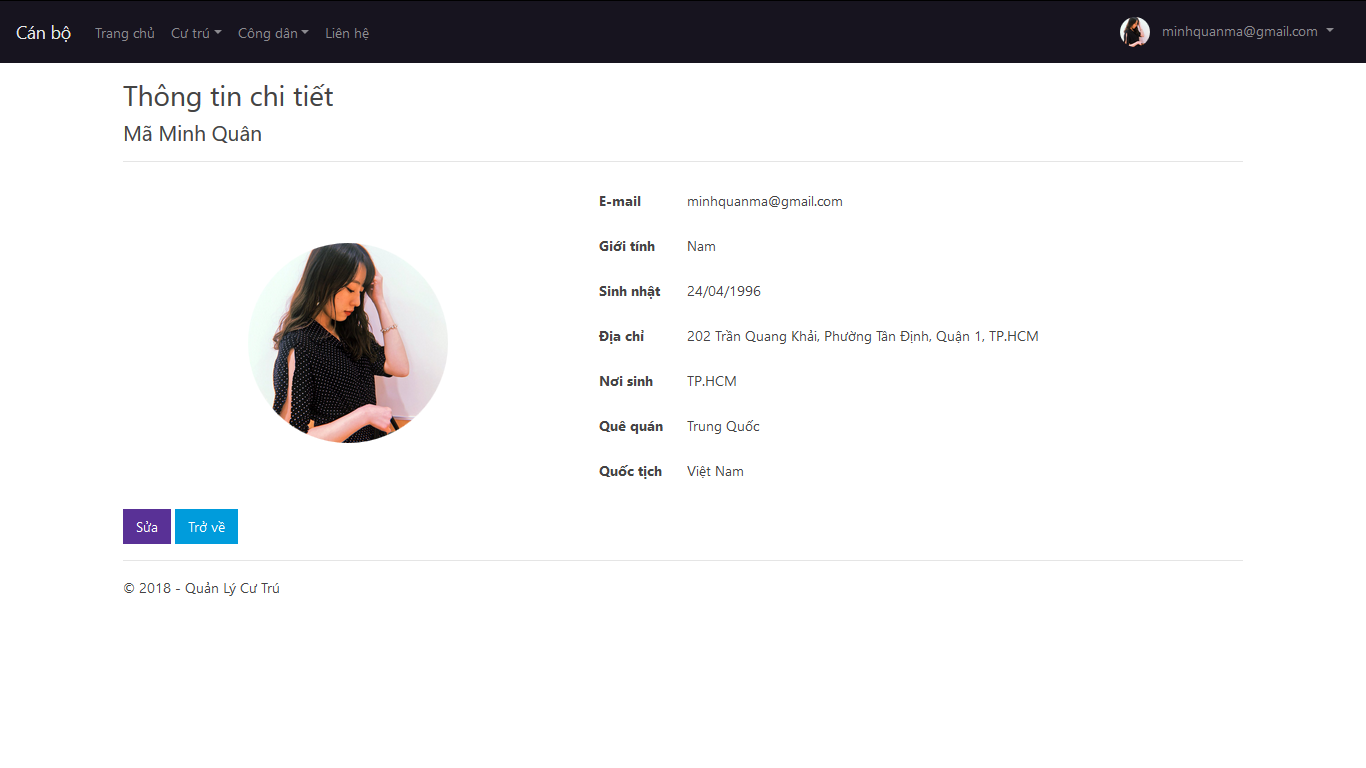 Cán bộ Trang chủ Cư trú Công dân Liên hệ minhquanma@gmail.com
Thông tin chi tiết
Mã Minh Quân
E-mail minhquanma@gmail.com
Giới tính Nam
Sinh nhật 24/04/1996
Địa chỉ 202 Trần Quang Khải, Phường Tân Định, Quận 1, TP.HCM
Nơi sinh TP.HCM
Quê quán Trung Quốc
Quốc tịch Việt Nam
Sửa Trở về
© 2018 - Quản Lý Cư Trú